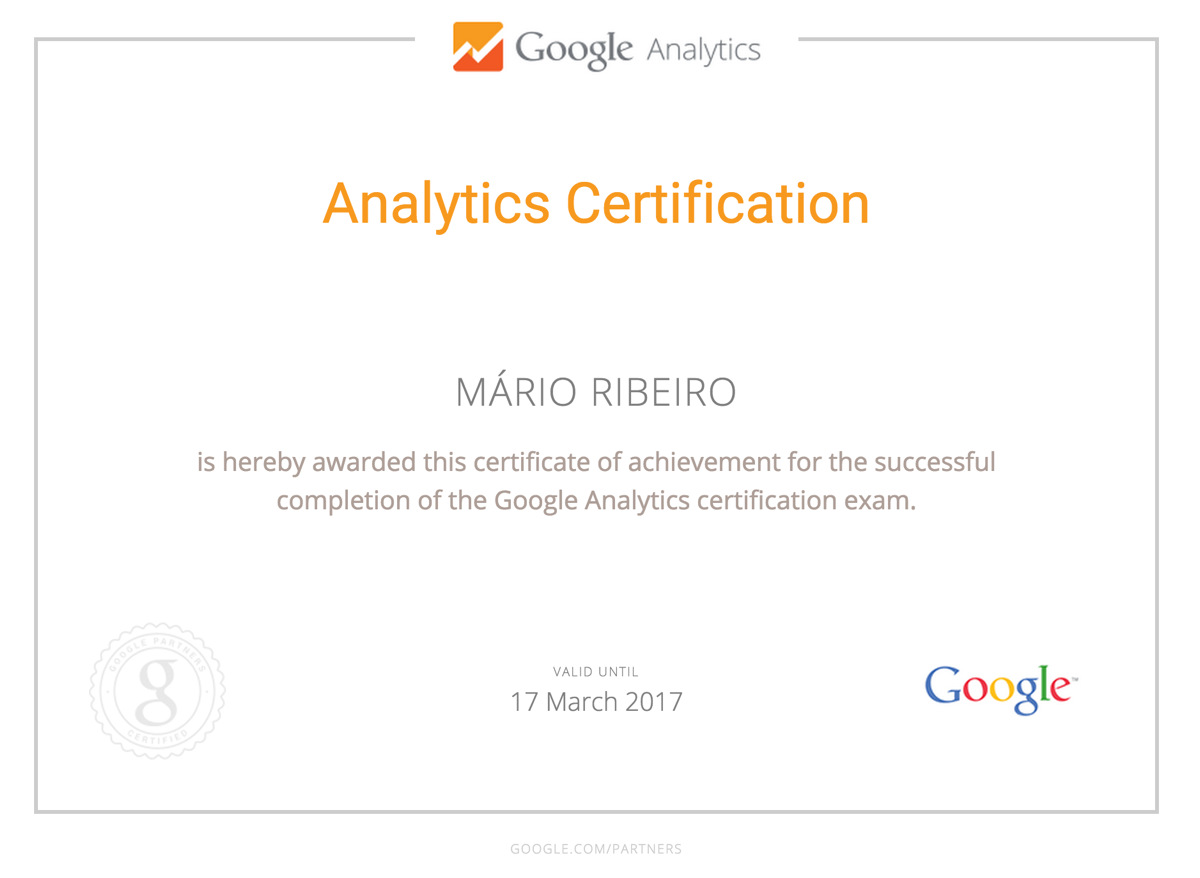 Google Analytics
Analytics Certification
MÁRIO RIBEIRO
is hereby awarded this certificate of achievement for the successful
completion of the Google Analytics certification exam.
GOOGLE PARTNERS
g
CERTIFIED
VALID UNTIL
17 March 2017
Google™
GOOGLE.COM/PARTNERS